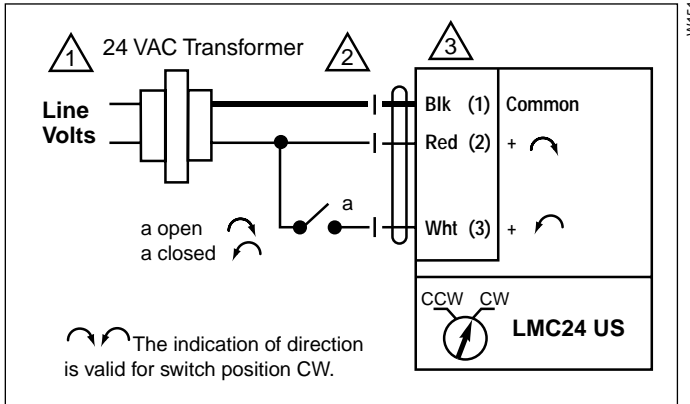 1 24 VAC Transformer 2 3
Line
Volts
Blk (1) Common
Red (2) +
a
Wht (3) +
a open
a closed
CCW CW
LMC24 US
The indication of direction
is valid for switch position CW.